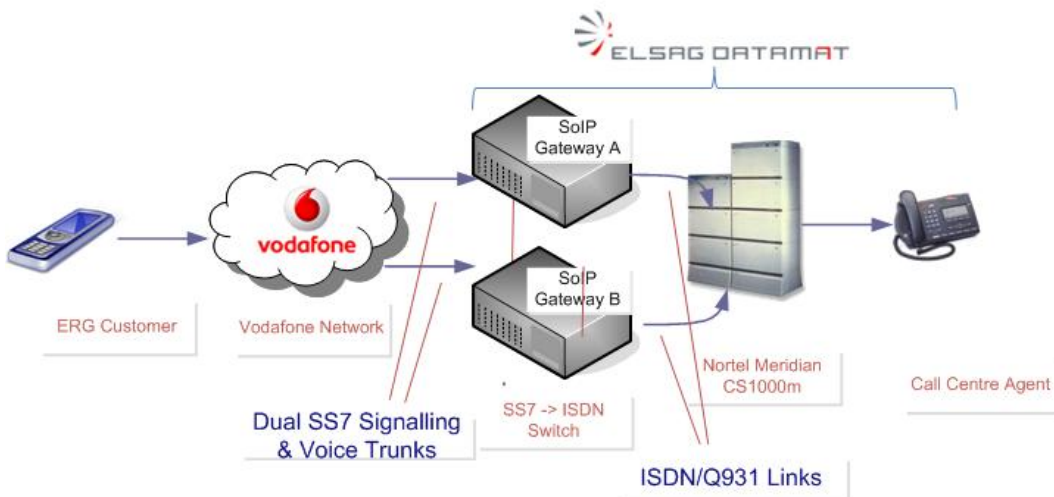 ELSAG DATAMAT
SoIP
Gateway A
vodafone
SoIP
Gateway B
ERG Customer
Vodafone Network
Nortel Meridian
CS1000m
Call Centre Agent
Dual SS7 Signalling
& Voice Trunks
SS7 -> ISDN
Switch
ISDN/Q931 Links